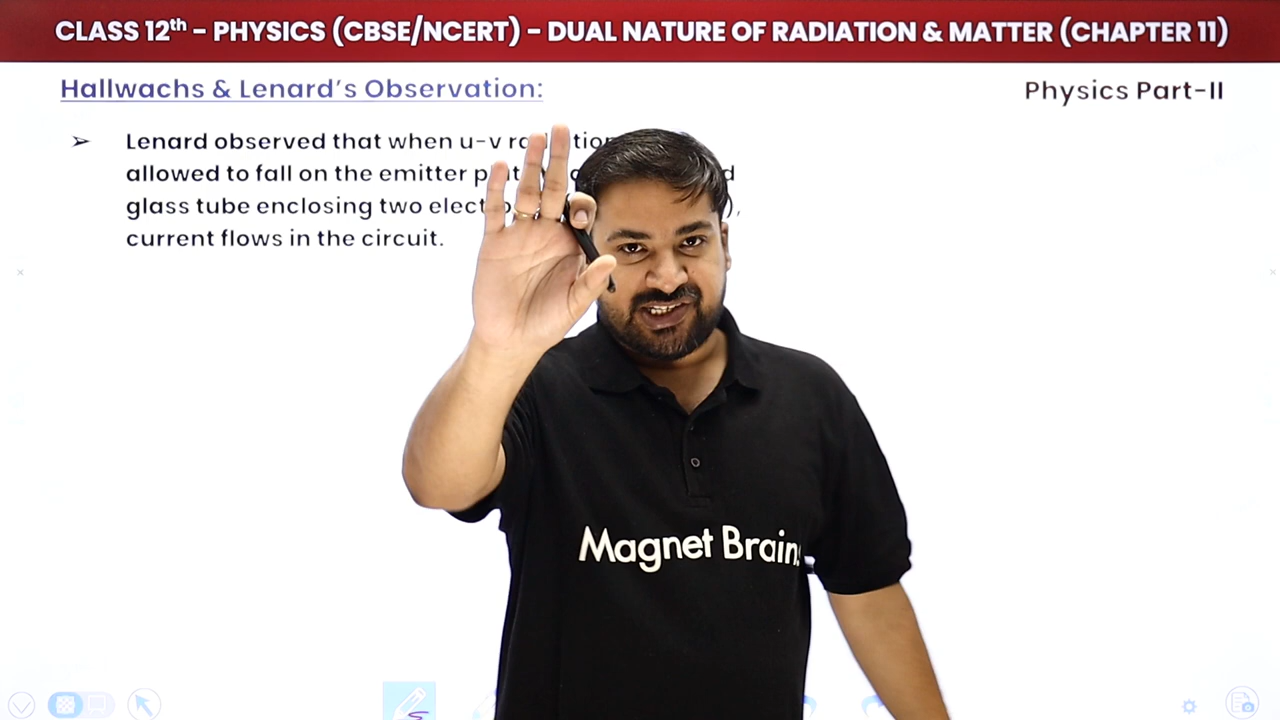 CLASS 12th – PHYSICS (CBSE/NCERT) – DUAL NATURE OF RADIATION & MATTER (CHAPTER 11)
Hallwachs & Lenard's Observation:
Physics Part-II
➢ Lenard observed that when u-v
allowed to fall on the emitter
glass tube enclosing two
current flows in the circuit.
Magnet Brains